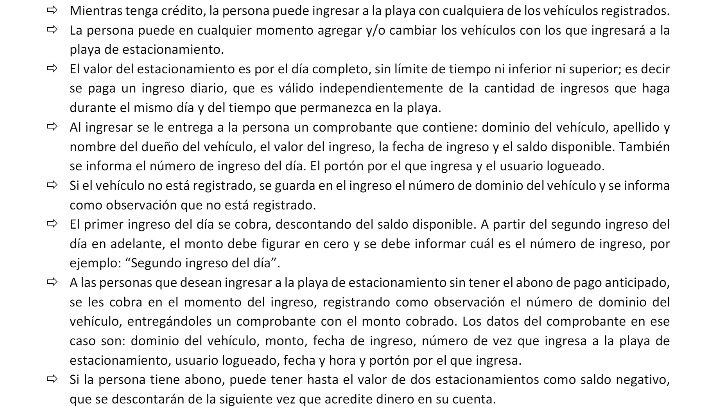 ⇨ Mientras tenga crédito, la persona puede ingresar a la playa con cualquiera de los vehículos registrados.
⇨ La persona puede en cualquier momento agregar y/o cambiar los vehículos con los que ingresará a la
playa de estacionamiento.
⇨ El valor del estacionamiento es por el día completo, sin límite de tiempo ni inferior ni superior; es decir
se paga un ingreso diario, que es válido independientemente de la cantidad de ingresos que haga
durante el mismo día y del tiempo que permanezca en la playa.
⇨ Al ingresar se le entrega a la persona un comprobante que contiene: dominio del vehículo, apellido y
nombre del dueño del vehículo, el valor del ingreso, la fecha de ingreso y el saldo disponible. También
se informa el número de ingreso del día. El portón por el que ingresa y el usuario logueado.
⇨ Si el vehículo no está registrado, se guarda en el ingreso el número de dominio del vehículo y se informa
como observación que no está registrado.
⇨ El primer ingreso del día se cobra, descontando del saldo disponible. A partir del segundo ingreso del
día en adelante, el monto debe figurar en cero y se debe informar cuál es el número de ingreso, por
ejemplo: “Segundo ingreso del día”.
⇨ A las personas que desean ingresar a la playa de estacionamiento sin tener el abono de pago anticipado,
se les cobra en el momento del ingreso, registrando como observación el número de dominio del
vehículo, entregándoles un comprobante con el monto cobrado. Los datos del comprobante en ese
caso son: dominio del vehículo, monto, fecha de ingreso, número de vez que ingresa a la playa de
estacionamiento, usuario logueado, fecha y hora y portón por el que ingresa.
⇨ Si la persona tiene abono, puede tener hasta el valor de dos estacionamientos como saldo negativo,
que se descontarán de la siguiente vez que acredite dinero en su cuenta.